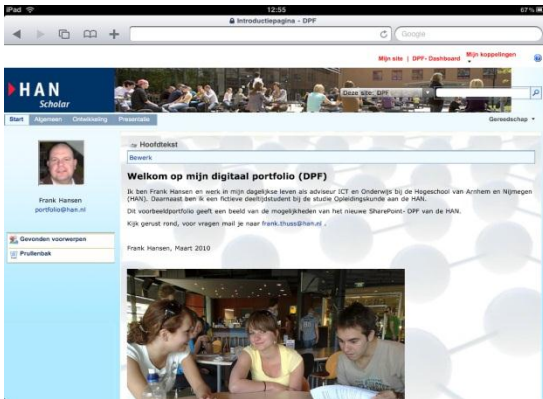 iPad
12:55
67%
Introductiepagina - DPF
Google
Mijn site | DPF- Dashboard
Mijn koppelingen
HAN
Scholar
Deze site: DPF
Start Algemeen Ontwikkeling Presentatie
Gereedschap
Hoofdtekst
Bewerk
Welkom op mijn digitaal portfolio (DPF)
Ik ben Frank Hansen en werk in mijn dagelijkse leven als adviseur ICT en Onderwijs bij de Hogeschool van Arnhem en Nijmegen
(HAN). Daarnaast ben ik een fictieve deeltijdstudent bij de studie Opleidingskunde aan de HAN.
Dit voorbeeldportfolio geeft een beeld van de mogelijkheden van het nieuwe SharePoint- DPF van de HAN.
Kijk gerust rond, voor vragen mail je naar frank.thuss@han.nl .
Frank Hansen, Maart 2010
Frank Hansen
portfolio@han.nl
Gevonden voorwerpen
Prullenbak